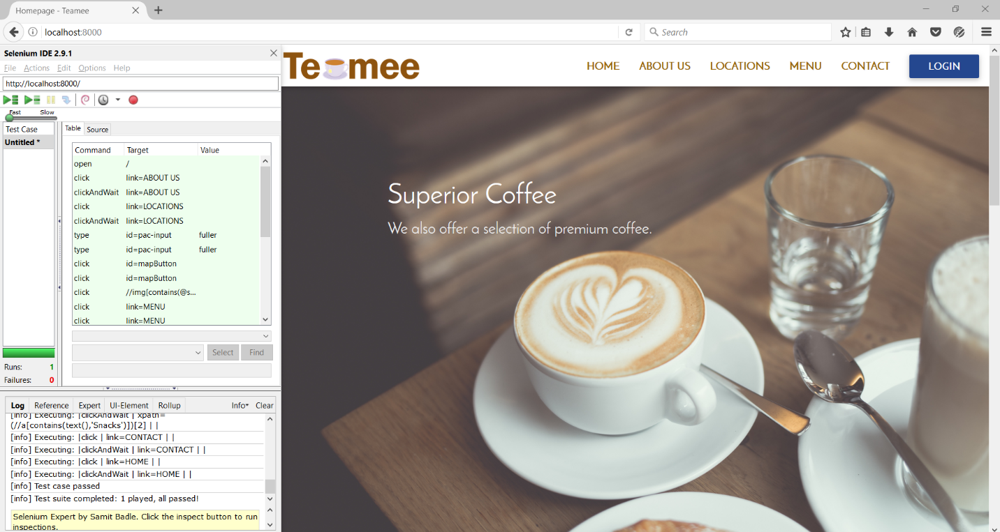 Homepage - Teamee
localhost:8000
Search
Selenium IDE 2.9.1
File Actions Edit Options Help
http://localhost:8000/
Fast Slow
Test Case
Untitled *
Table Source
Command Target Value
open /
click link=ABOUT US
clickAndWait link=ABOUT US
click link=LOCATIONS
clickAndWait link=LOCATIONS
type id=pac-input fuller
type id=pac-input fuller
click id=mapButton
click id=mapButton
click //img[contains(@s...
click link=MENU
click link=MENU
Select Find
Runs: 1
Failures: 0
Log Reference Expert UI-Element Rollup Info Clear
[info] Executing: |clickAndWait | xpath=
(//a[contains(text(),'Snacks')])[2] | |
[info] Executing: |click | link=CONTACT | |
[info] Executing: |clickAndWait | link=CONTACT | |
[info] Executing: |click | link=HOME | |
[info] Executing: |clickAndWait | link=HOME | |
[info] Test case passed
[info] Test suite completed: 1 played, all passed!
Selenium Expert by Samit Badle. Click the inspect button to run
inspections.
Te mee
HOME ABOUT US LOCATIONS MENU CONTACT LOGIN
Superior Coffee
We also offer a selection of premium coffee.